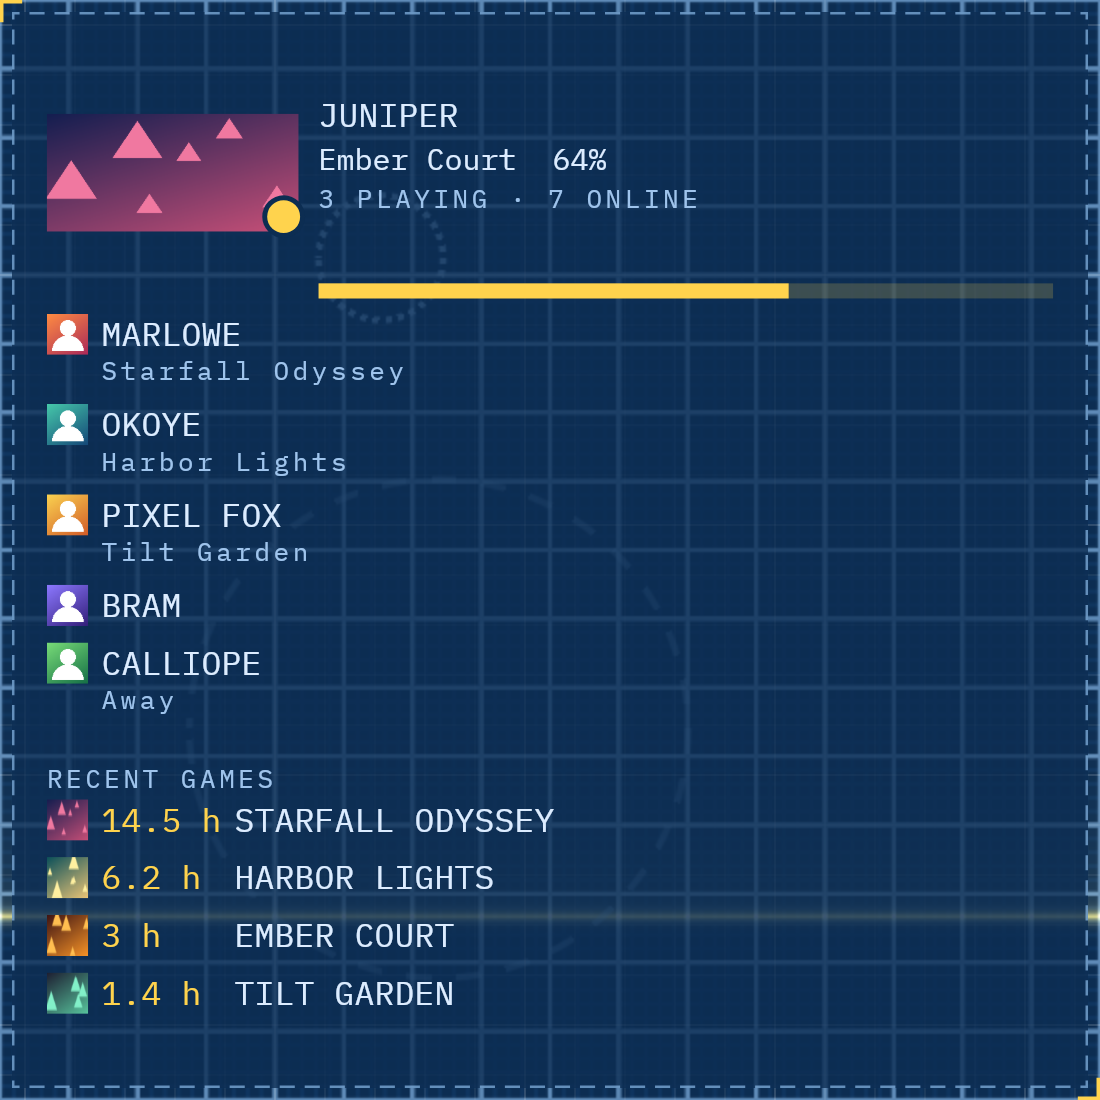 JUNIPER
Ember Court 64%
3 PLAYING · 7 ONLINE
MARLOWE
Starfall Odyssey
OKOYE
Harbor Lights
PIXEL FOX
Tilt Garden
BRAM
CALLIOPE
Away
RECENT GAMES
14.5 h STARFALL ODYSSEY
6.2 h HARBOR LIGHTS
3 h EMBER COURT
1.4 h TILT GARDEN